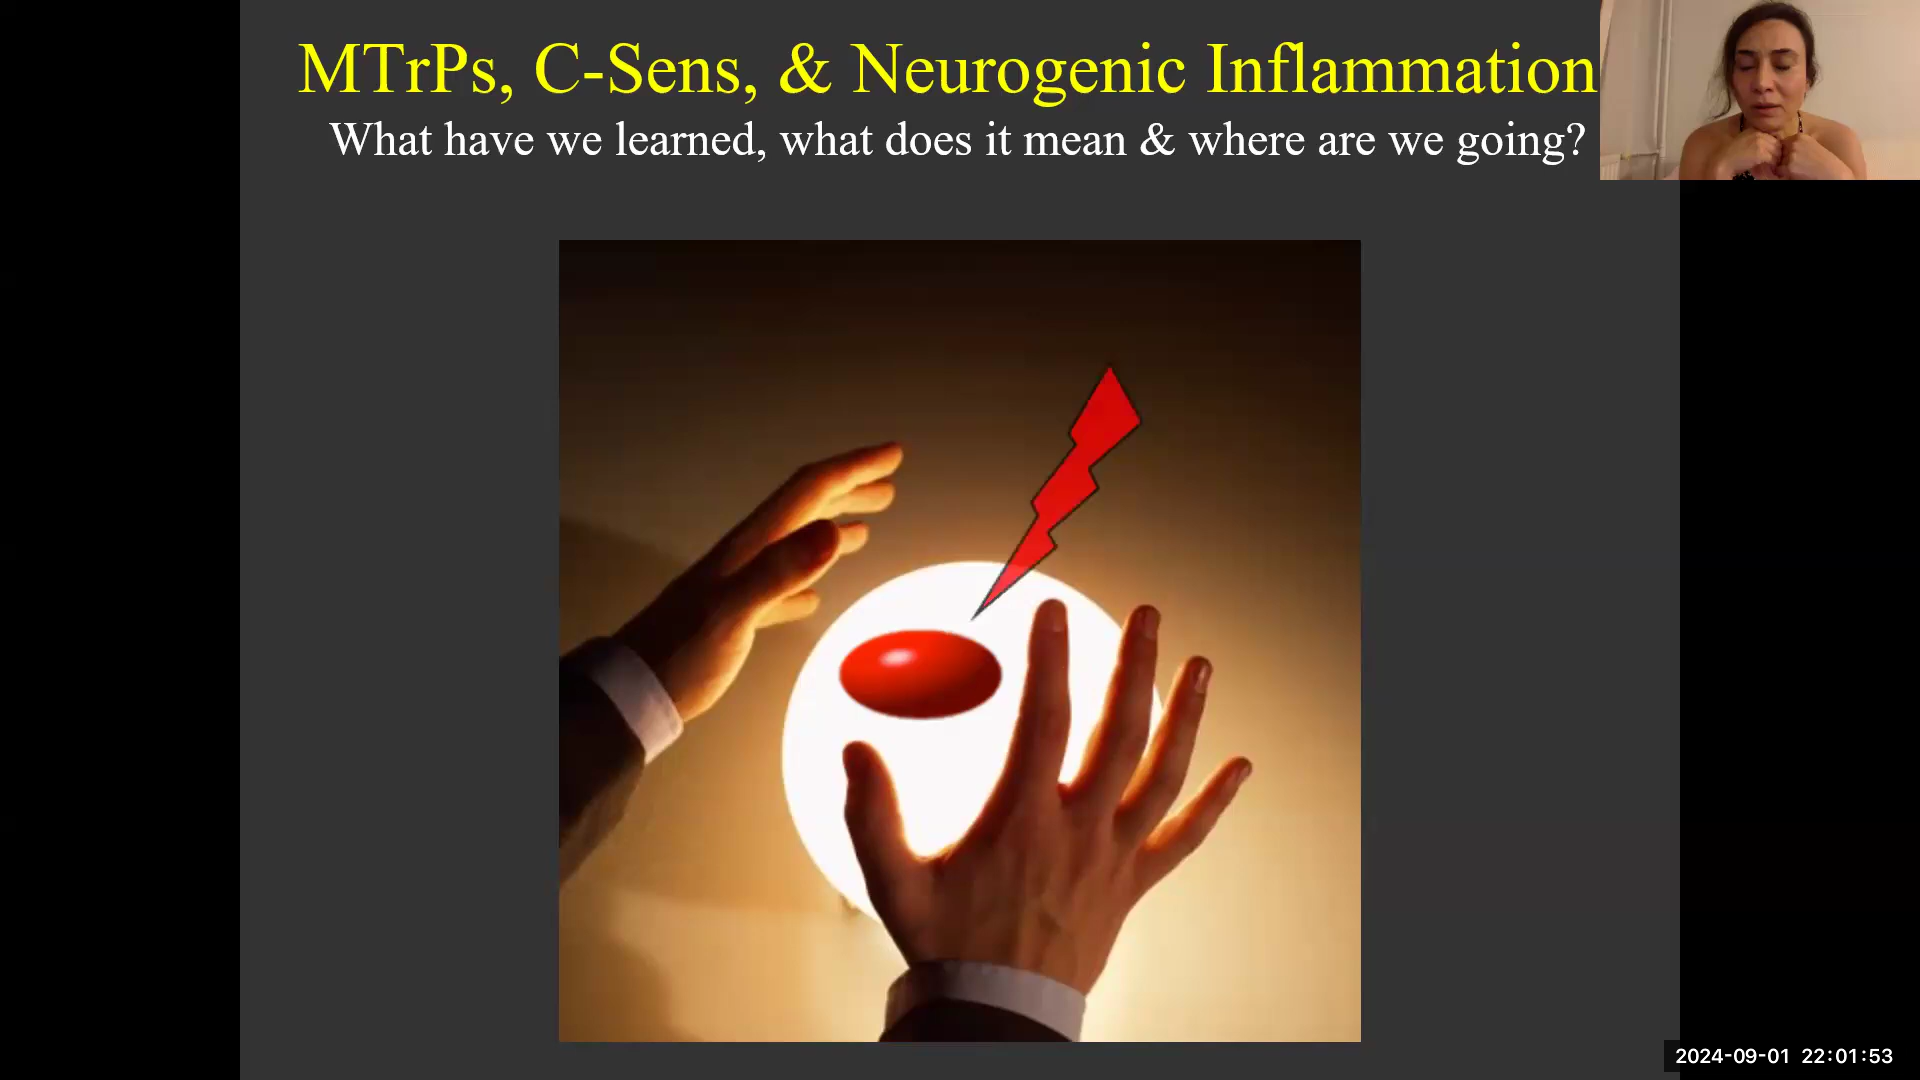 MTrPs, C-Sens, & Neurogenic Inflammation
What have we learned, what does it mean & where are we going?
2024-09-01 22:01:53